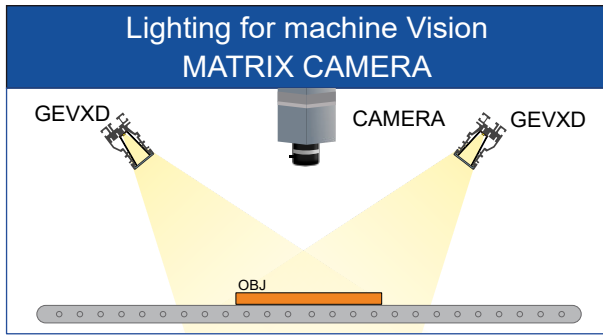 Lighting for machine Vision
MATRIX CAMERA
GEVXD
CAMERA
GEVXD
OBJ